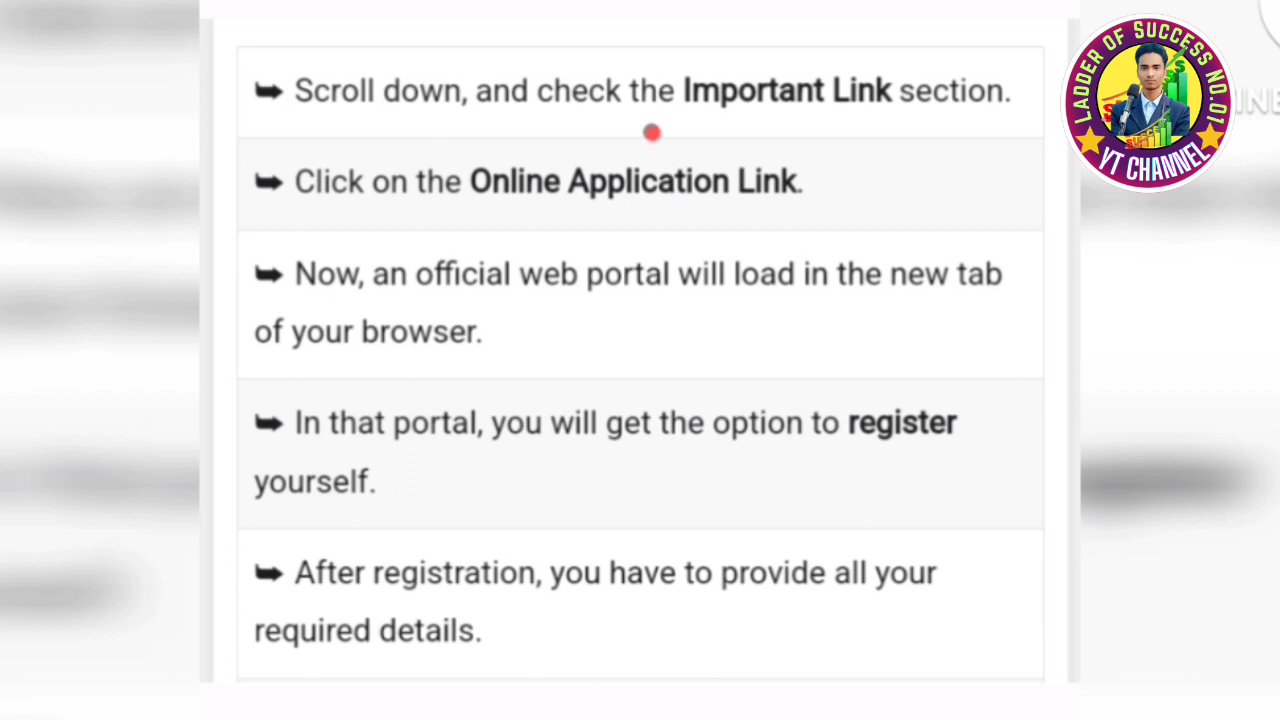 ➥ Scroll down, and check the Important Link section.
➥ Click on the Online Application Link.
➥ Now, an official web portal will load in the new tab
of your browser.
➥ In that portal, you will get the option to register
yourself.
➥ After registration, you have to provide all your
required details.
LADDER OF SUCCESS NO.01
YT CHANNEL